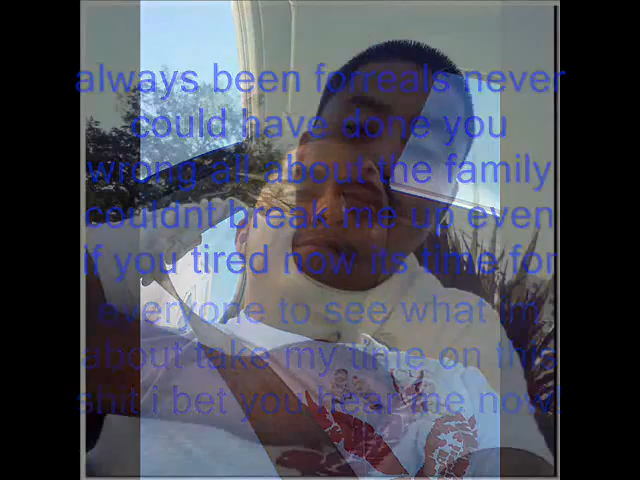 always been forreals never
could have done you
wrong all about the family
couldnt break me up even
if you tired now its time for
everyone to see what im
about take my time on this
shit i bet you hear me now!